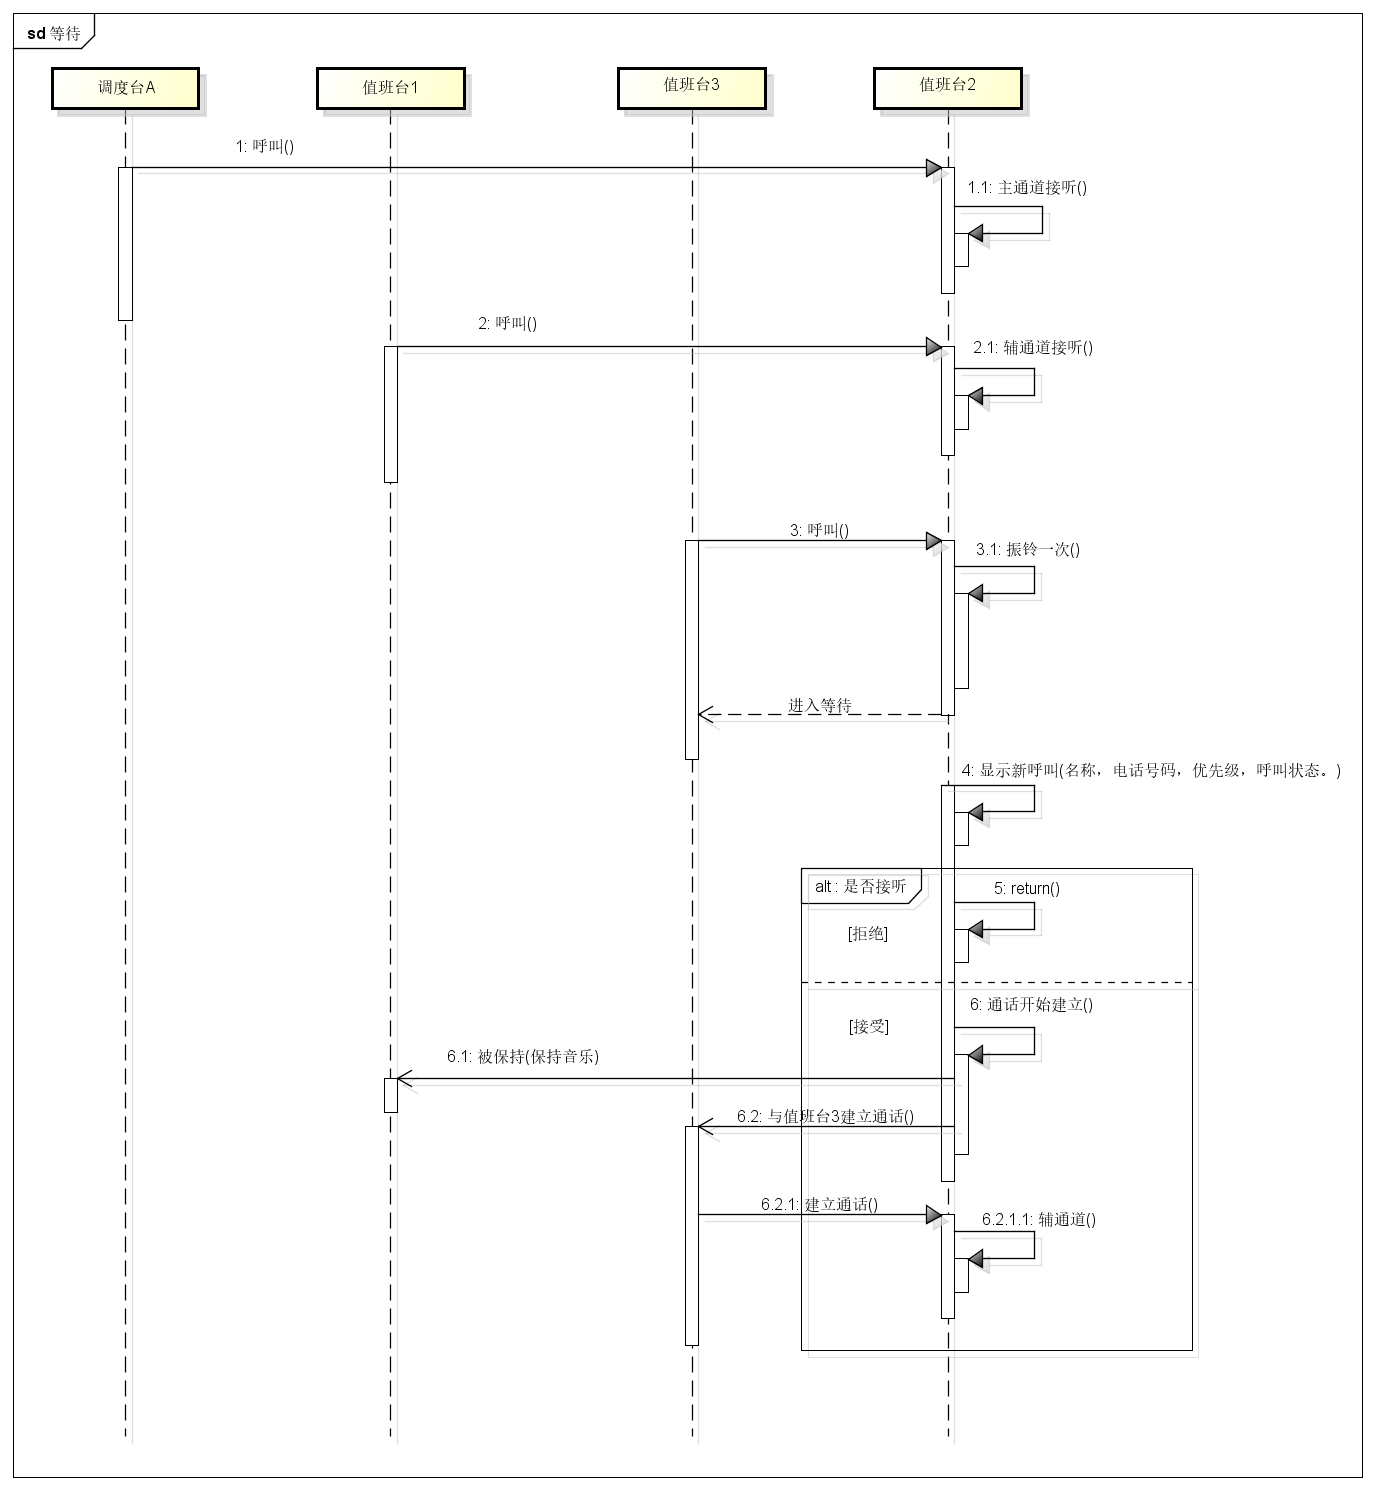 sd 等待
调度台A
值班台1
值班台3
值班台2
1: 呼叫()
1.1: 主通道接听()
2: 呼叫()
2.1: 辅通道接听()
3: 呼叫()
3.1: 振铃一次()
进入等待
4: 显示新呼叫(名称，电话号码，优先级，呼叫状态。)
alt : 是否接听
5: return()
[拒绝]
6: 通话开始建立()
[接受]
6.1: 被保持(保持音乐)
6.2: 与值班台3建立通话()
6.2.1: 建立通话()
6.2.1.1: 辅通道()